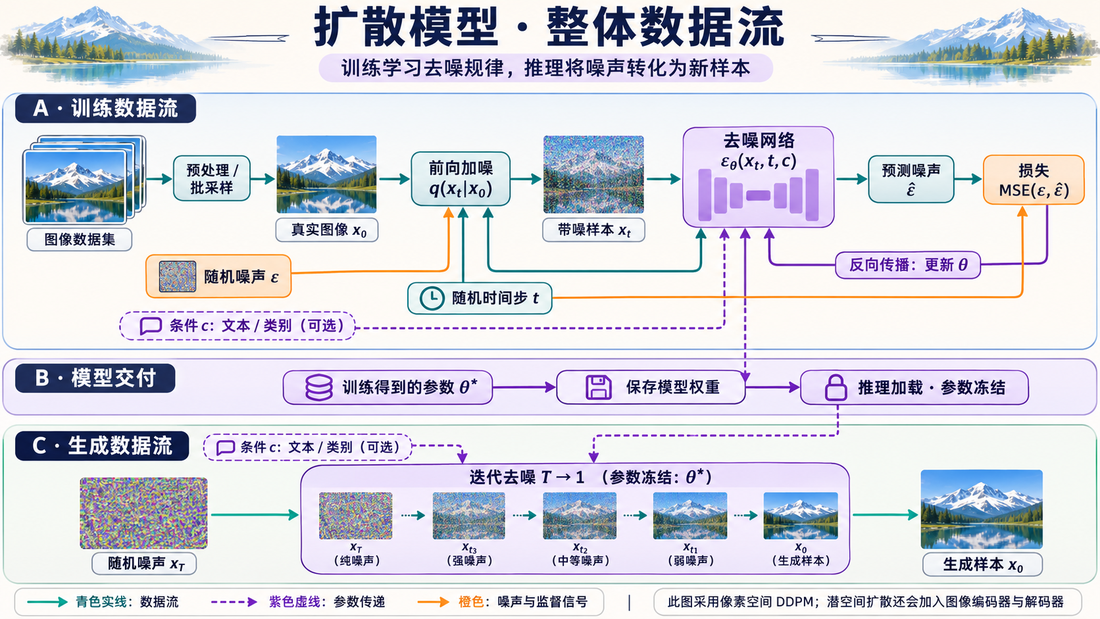 扩散模型 · 整体数据流
训练学习去噪规律，推理将噪声转化为新样本
A · 训练数据流
图像数据集
预处理 /
批采样
真实图像 x₀
前向加噪
q(xₜ|x₀)
带噪样本 xₜ
去噪网络
εθ(xₜ, t, c)
预测噪声
ε̂
损失
MSE(ε, ε̂)
随机噪声 ε
随机时间步 t
反向传播：更新 θ
条件 c：文本 / 类别（可选）
B · 模型交付
训练得到的参数 θ*
保存模型权重
推理加载 · 参数冻结
C · 生成数据流
条件 c：文本 / 类别（可选）
随机噪声 x_T
迭代去噪 T → 1 （参数冻结：θ*）
x_T
（纯噪声）
x_t3
（强噪声）
x_t2
（中等噪声）
x_t1
（弱噪声）
x₀
（生成样本）
生成样本 x₀
青色实线：数据流
紫色虚线：参数传递
橙色：噪声与监督信号
此图采用像素空间 DDPM；潜空间扩散还会加入图像编码器与解码器